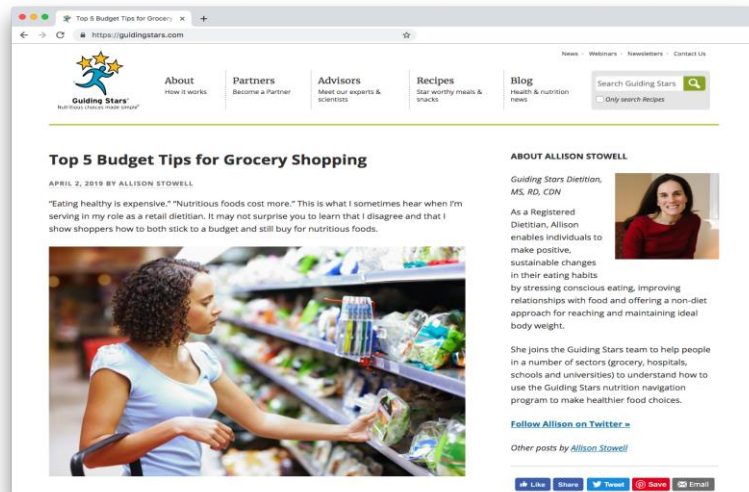 Top 5 Budget Tips for Grocery
https://guidingstars.com
News
Webinars
Newsletters
Contact Us
Guiding Stars®
Nutritious choices made simple®
About
How it works
Partners
Become a Partner
Advisors
Meet our experts &
scientists
Recipes
Star worthy meals &
snacks
Blog
Health & nutrition
news
Search Guiding Stars
Only search Recipes
Top 5 Budget Tips for Grocery Shopping
APRIL 2, 2019 BY ALLISON STOWELL
“Eating healthy is expensive.” “Nutritious foods cost more.” This is what I sometimes hear when I’m
serving in my role as a retail dietitian. It may not surprise you to learn that I disagree and that I
show shoppers how to both stick to a budget and still buy for nutritious foods.
ABOUT ALLISON STOWELL
Guiding Stars Dietitian,
MS, RD, CDN
As a Registered
Dietitian, Allison
enables individuals to
make positive,
sustainable changes
in their eating habits
by stressing conscious eating, improving
relationships with food and offering a non-diet
approach for reaching and maintaining ideal
body weight.
She joins the Guiding Stars team to help people
in a number of sectors (grocery, hospitals,
schools and universities) to understand how to
use the Guiding Stars nutrition navigation
program to make healthier food choices.
Follow Allison on Twitter »
Other posts by Allison Stowell
Like
Share
Tweet
Save
Email